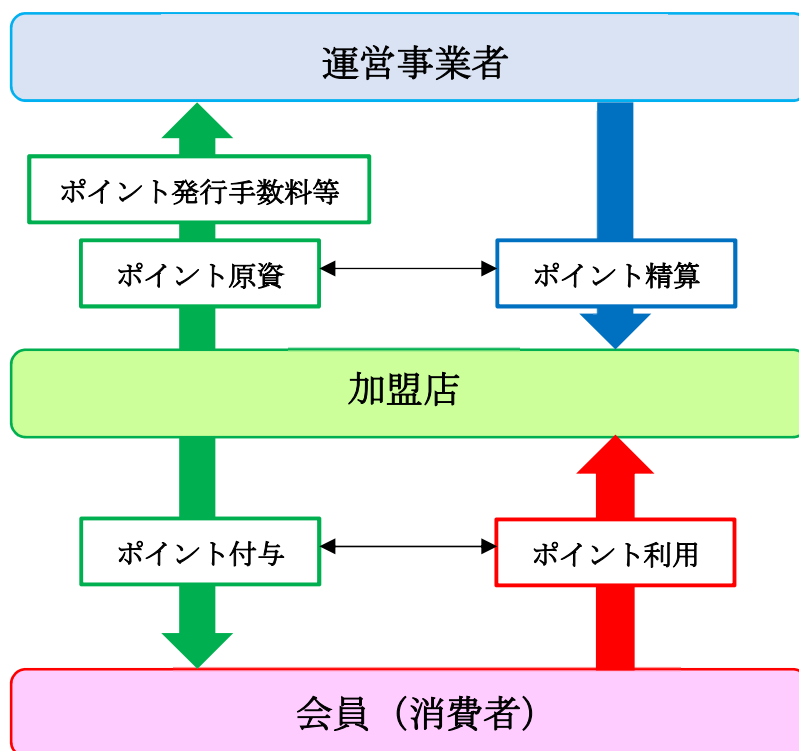 運営事業者
ポイント発行手数料等
ポイント原資
ポイント精算
加盟店
ポイント付与
ポイント利用
会員（消費者）